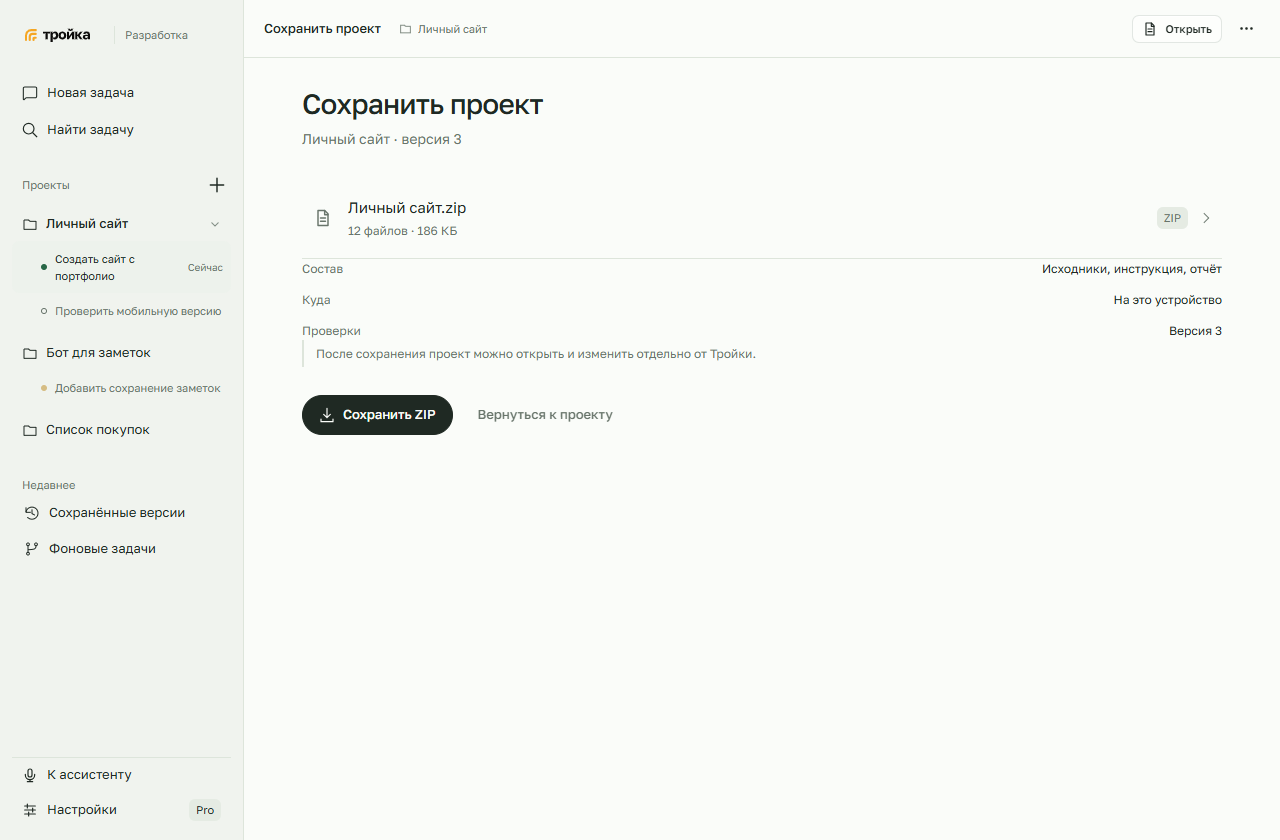 тройка
Разработка
Новая задача
Найти задачу
Проекты
Личный сайт
Создать сайт с
портфолио
Сейчас
Проверить мобильную версию
Бот для заметок
Добавить сохранение заметок
Список покупок
Недавнее
Сохранённые версии
Фоновые задачи
К ассистенту
Настройки
Pro
Сохранить проект
Личный сайт
Открыть
Сохранить проект
Личный сайт · версия 3
Личный сайт.zip
12 файлов · 186 КБ
ZIP
Состав
Исходники, инструкция, отчёт
Куда
На это устройство
Проверки
Версия 3
После сохранения проект можно открыть и изменить отдельно от Тройки.
Сохранить ZIP
Вернуться к проекту